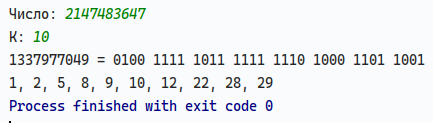 Число: 2147483647
К: 10
1337977049 = 0100 1111 1011 1111 1110 1000 1101 1001
1, 2, 5, 8, 9, 10, 12, 22, 28, 29
Process finished with exit code 0